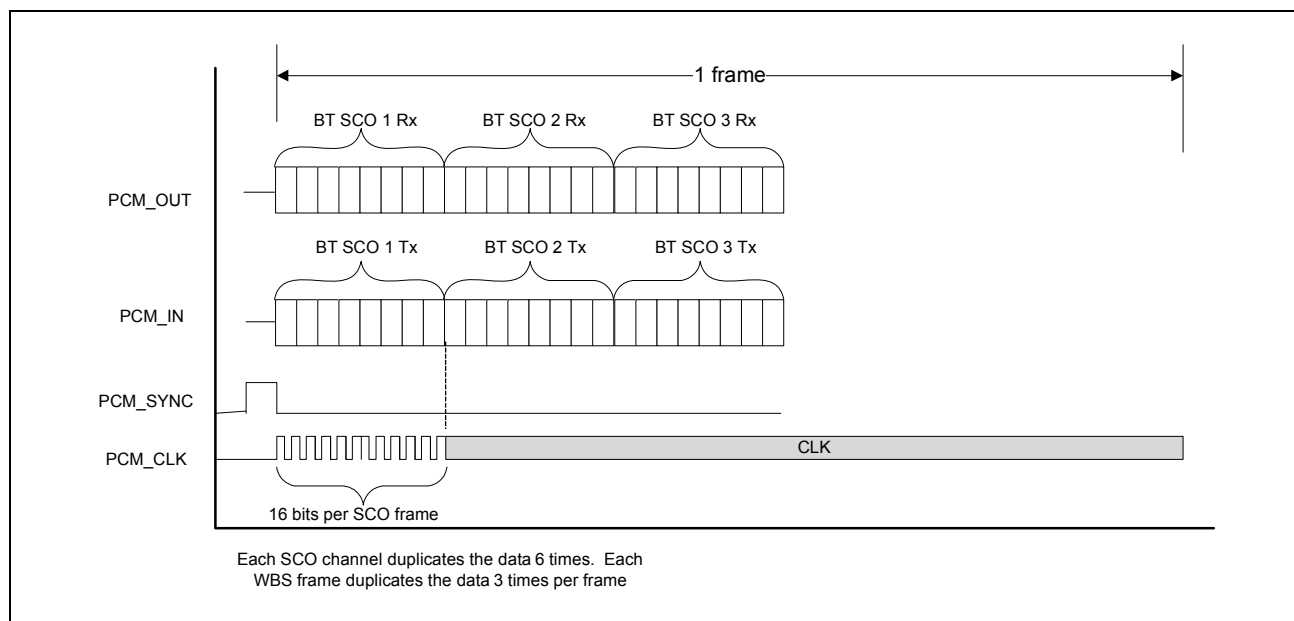 1 frame
BT SCO 1 Rx
BT SCO 2 Rx
BT SCO 3 Rx
PCM_OUT
BT SCO 1 Tx
BT SCO 2 Tx
BT SCO 3 Tx
PCM_IN
PCM_SYNC
PCM_CLK
CLK
16 bits per SCO frame
Each SCO channel duplicates the data 6 times. Each
WBS frame duplicates the data 3 times per frame